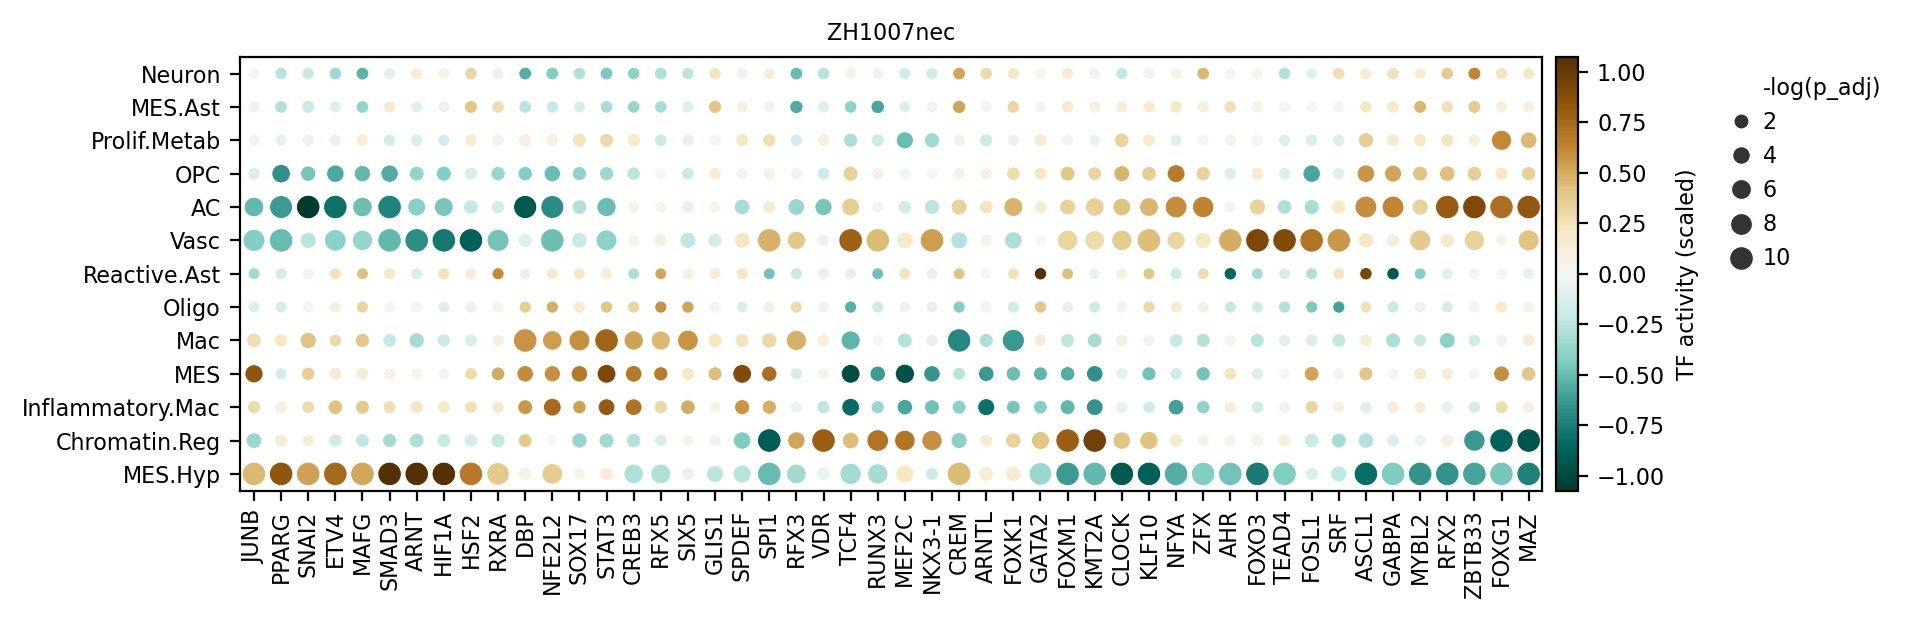 ZH1007nec
Neuron
MES.Ast
Prolif.Metab
OPC
AC
Vasc
Reactive.Ast
Oligo
Mac
MES
Inflammatory.Mac
Chromatin.Reg
MES.Hyp
JUNB
PPARG
SNAI2
ETV4
MAFG
SMAD3
ARNT
HIF1A
HSF2
RXRA
DBP
NFE2L2
SOX17
STAT3
CREB3
RFX5
SIX5
GLIS1
SPDEF
SPI1
RFX3
VDR
TCF4
RUNX3
MEF2C
NKX3-1
CREM
ARNTL
FOXK1
GATA2
FOXM1
KMT2A
CLOCK
KLF10
NFYA
ZFX
AHR
FOXO3
TEAD4
FOSL1
SRF
ASCL1
GABPA
MYBL2
RFX2
ZBTB33
FOXG1
MAZ
1.00
0.75
0.50
0.25
0.00
−0.25
−0.50
−0.75
−1.00
TF activity (scaled)
-log(p_adj)
2
4
6
8
10